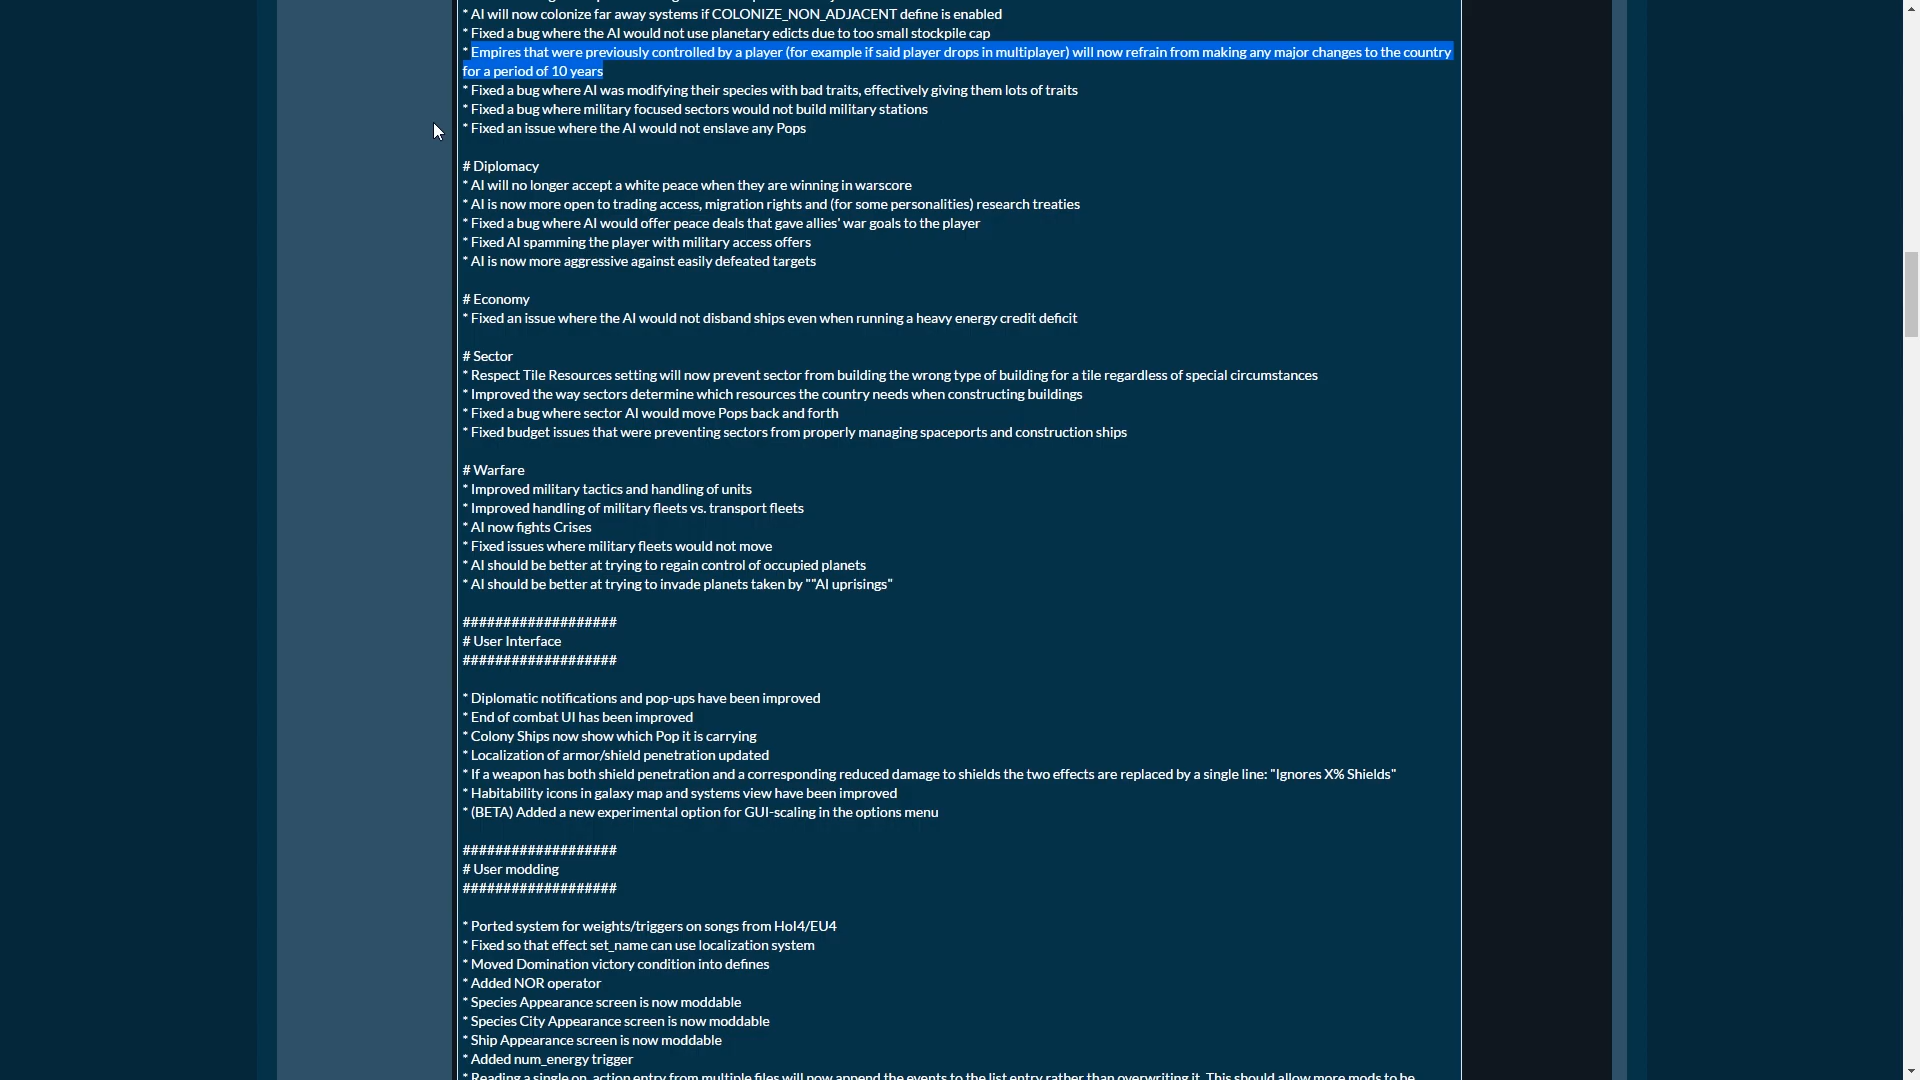 * AI will now colonize far away systems if COLONIZE_NON_ADJACENT define is enabled
* Fixed a bug where the AI would not use planetary edicts due to too small stockpile cap
* Empires that were previously controlled by a player (for example if said player drops in multiplayer) will now refrain from making any major changes to the country
for a period of 10 years
* Fixed a bug where AI was modifying their species with bad traits, effectively giving them lots of traits
* Fixed a bug where military focused sectors would not build military stations
* Fixed an issue where the AI would not enslave any Pops
# Diplomacy
* AI will no longer accept a white peace when they are winning in warscore
* AI is now more open to trading access, migration rights and (for some personalities) research treaties
* Fixed a bug where AI would offer peace deals that gave allies' war goals to the player
* Fixed AI spamming the player with military access offers
* AI is now more aggressive against easily defeated targets
# Economy
* Fixed an issue where the AI would not disband ships even when running a heavy energy credit deficit
# Sector
* Respect Tile Resources setting will now prevent sector from building the wrong type of building for a tile regardless of special circumstances
* Improved the way sectors determine which resources the country needs when constructing buildings
* Fixed a bug where sector AI would move Pops back and forth
* Fixed budget issues that were preventing sectors from properly managing spaceports and construction ships
# Warfare
* Improved military tactics and handling of units
* Improved handling of military fleets vs. transport fleets
* AI now fights Crises
* Fixed issues where military fleets would not move
* AI should be better at trying to regain control of occupied planets
* AI should be better at trying to invade planets taken by ""AI uprisings"
###################
# User Interface
###################
* Diplomatic notifications and pop-ups have been improved
* End of combat UI has been improved
* Colony Ships now show which Pop it is carrying
* Localization of armor/shield penetration updated
* If a weapon has both shield penetration and a corresponding reduced damage to shields the two effects are replaced by a single line: "Ignores X% Shields"
* Habitability icons in galaxy map and systems view have been improved
* (BETA) Added a new experimental option for GUI-scaling in the options menu
###################
# User modding
###################
* Ported system for weights/triggers on songs from HoI4/EU4
* Fixed so that effect set_name can use localization system
* Moved Domination victory condition into defines
* Added NOR operator
* Species Appearance screen is now moddable
* Species City Appearance screen is now moddable
* Ship Appearance screen is now moddable
* Added num_energy trigger
* Reading a single on_action entry from multiple files will now append the events to the list entry rather than overwriting it. This should allow more mods to be